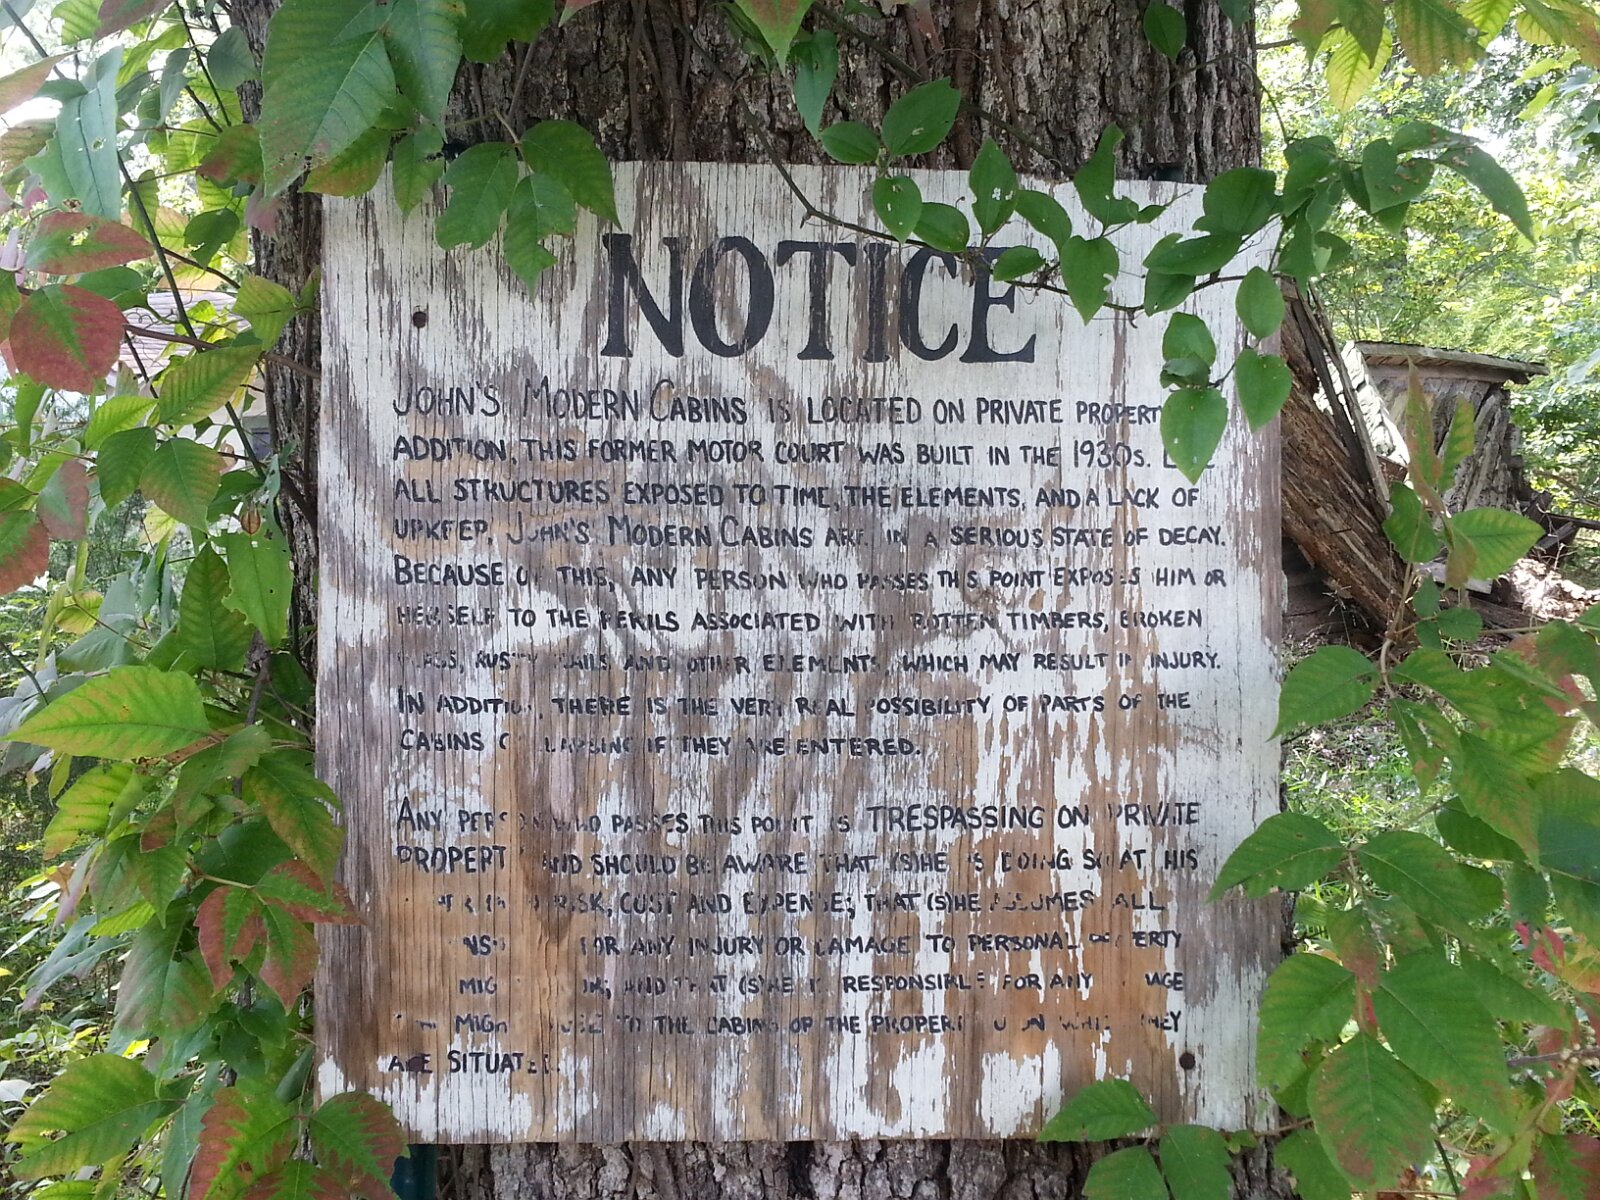 NOTICE
JOHN'S MODERN CABINS IS LOCATED ON PRIVATE PROPERT
ADDITION, THIS FORMER MOTOR COURT WAS BUILT IN THE 1930s.
ALL STRUCTURES EXPOSED TO TIME, THE ELEMENTS, AND A LACK OF
UPKEEP, JOHN'S MODERN CABINS ARE IN A SERIOUS STATE OF DECAY.
BECAUSE OF THIS, ANY PERSON WHO PASSES THIS POINT EXPOSES HIM OR
HERSELF TO THE PERILS ASSOCIATED WITH ROTTEN TIMBERS, BROKEN
GLASS, RUSTY NAILS AND OTHER ELEMENTS, WHICH MAY RESULT IN INJURY.
IN ADDITION, THERE IS THE VERY REAL POSSIBILITY OF PARTS OF THE
CABINS COLLAPSING IF THEY ARE ENTERED.
ANY PERSON WHO PASSES THIS POINT IS TRESPASSING ON PRIVATE
PROPERTY AND SHOULD BE AWARE THAT (S)HE IS DOING SO AT HIS
RISK, COST AND EXPENSE; THAT (S)HE ASSUMES ALL
FOR ANY INJURY OR DAMAGE TO PERSONAL PROPERTY
AND THAT (S)HE IS RESPONSIBLE FOR ANY
TO THE CABINS OF THE PROPERTY UPON WHICH THEY
ARE SITUATED.